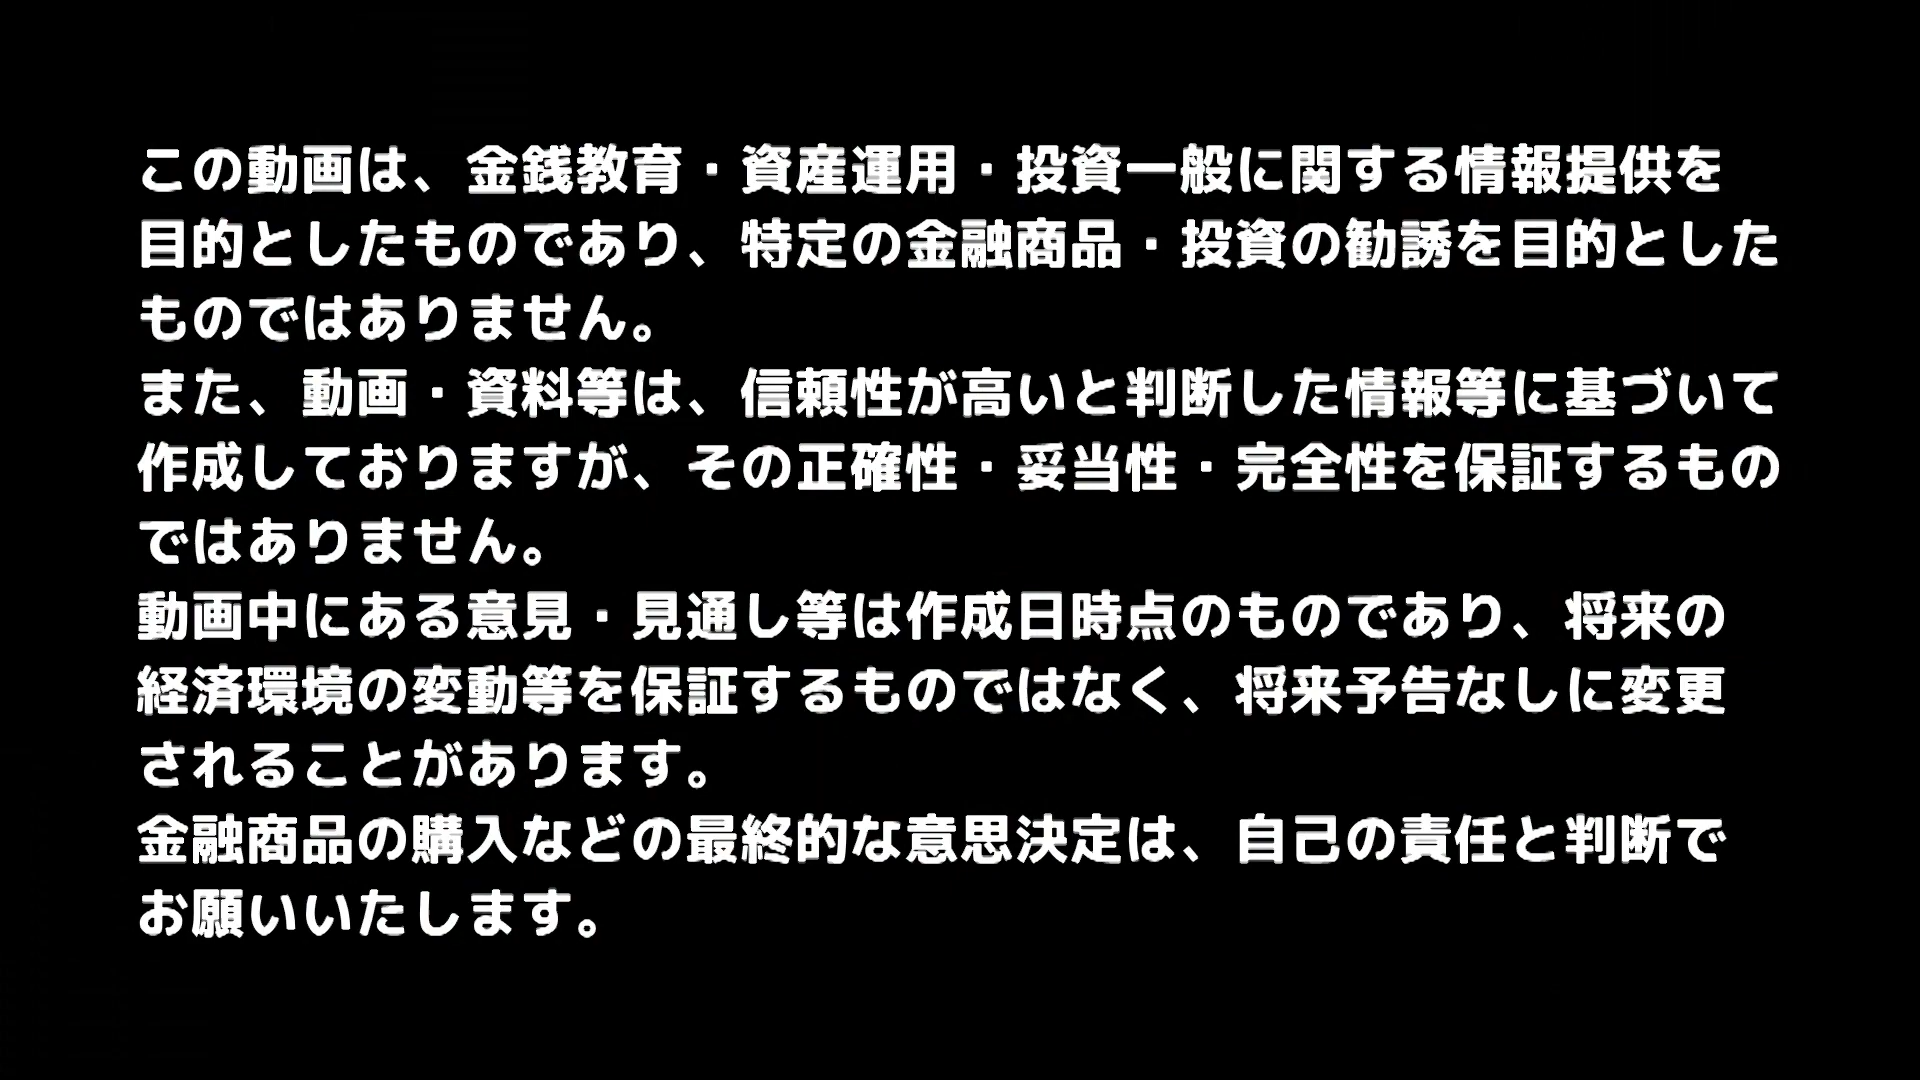 この動画は、金銭教育・資産運用・投資一般に関する情報提供を
目的としたものであり、特定の金融商品・投資の勧誘を目的とした
ものではありません。
また、動画・資料等は、信頼性が高いと判断した情報等に基づいて
作成しておりますが、その正確性・妥当性・完全性を保証するもの
ではありません。
動画中にある意見・見通し等は作成日時点のものであり、将来の
経済環境の変動等を保証するものではなく、将来予告なしに変更
されることがあります。
金融商品の購入などの最終的な意思決定は、自己の責任と判断で
お願いいたします。